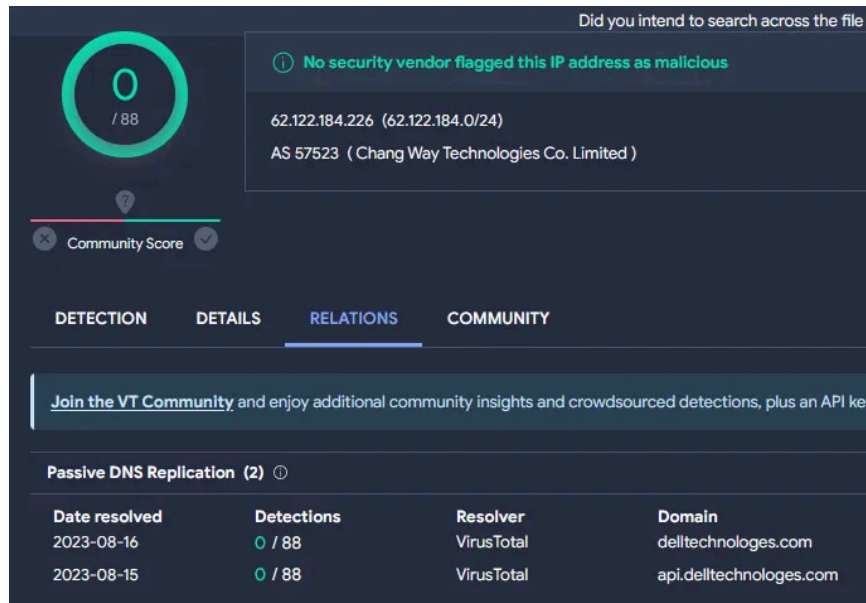 Did you intend to search across the file
0
/ 88
No security vendor flagged this IP address as malicious
62.122.184.226 (62.122.184.0/24)
AS 57523 ( Chang Way Technologies Co. Limited )
?
Community Score
DETECTION DETAILS RELATIONS COMMUNITY
Join the VT Community and enjoy additional community insights and crowdsourced detections, plus an API ke
Passive DNS Replication (2)
Date resolved Detections Resolver Domain
2023-08-16 0 / 88 VirusTotal delltechnologes.com
2023-08-15 0 / 88 VirusTotal api.delltechnologes.com